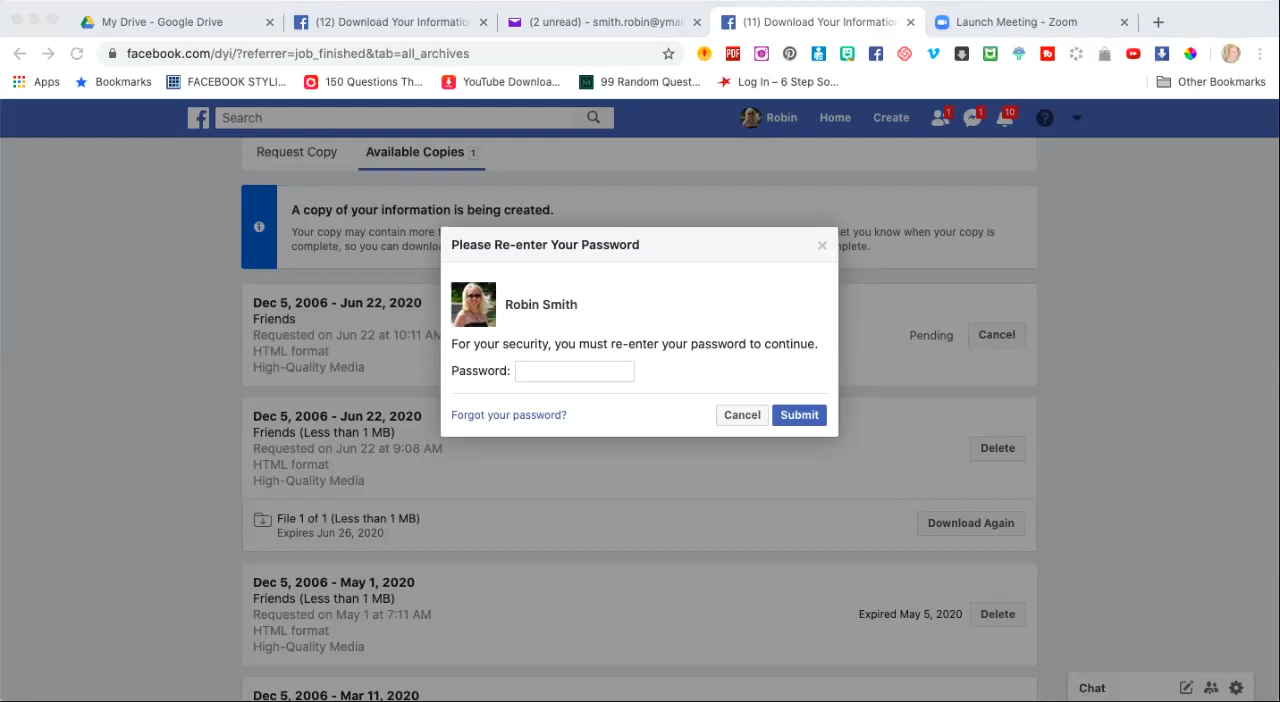 My Drive - Google Drive
(12) Download Your Informatio
(2 unread) - smith.robin@ymai
(11) Download Your Information
Launch Meeting - Zoom
facebook.com/dyi/?referrer=job_finished&tab=all_archives
PDF
Apps
Bookmarks
FACEBOOK STYLI...
150 Questions Th...
YouTube Downloa...
99 Random Quest...
Log In – 6 Step So...
Other Bookmarks
Search
Robin
Home
Create
1
1
10
Request Copy
Available Copies 1
A copy of your information is being created.
Your copy may contain more t
let you know when your copy is
complete, so you can downloa
plete.
Please Re-enter Your Password
Robin Smith
For your security, you must re-enter your password to continue.
Password:
Forgot your password?
Cancel
Submit
Dec 5, 2006 - Jun 22, 2020
Friends
Requested on Jun 22 at 10:11 AM
HTML format
High-Quality Media
Pending
Cancel
Dec 5, 2006 - Jun 22, 2020
Friends (Less than 1 MB)
Requested on Jun 22 at 9:08 AM
HTML format
High-Quality Media
Delete
File 1 of 1 (Less than 1 MB)
Expires Jun 26, 2020
Download Again
Dec 5, 2006 - May 1, 2020
Friends (Less than 1 MB)
Requested on May 1 at 7:11 AM
HTML format
High-Quality Media
Expired May 5, 2020
Delete
Dec 5, 2006 - Mar 11, 2020
Chat